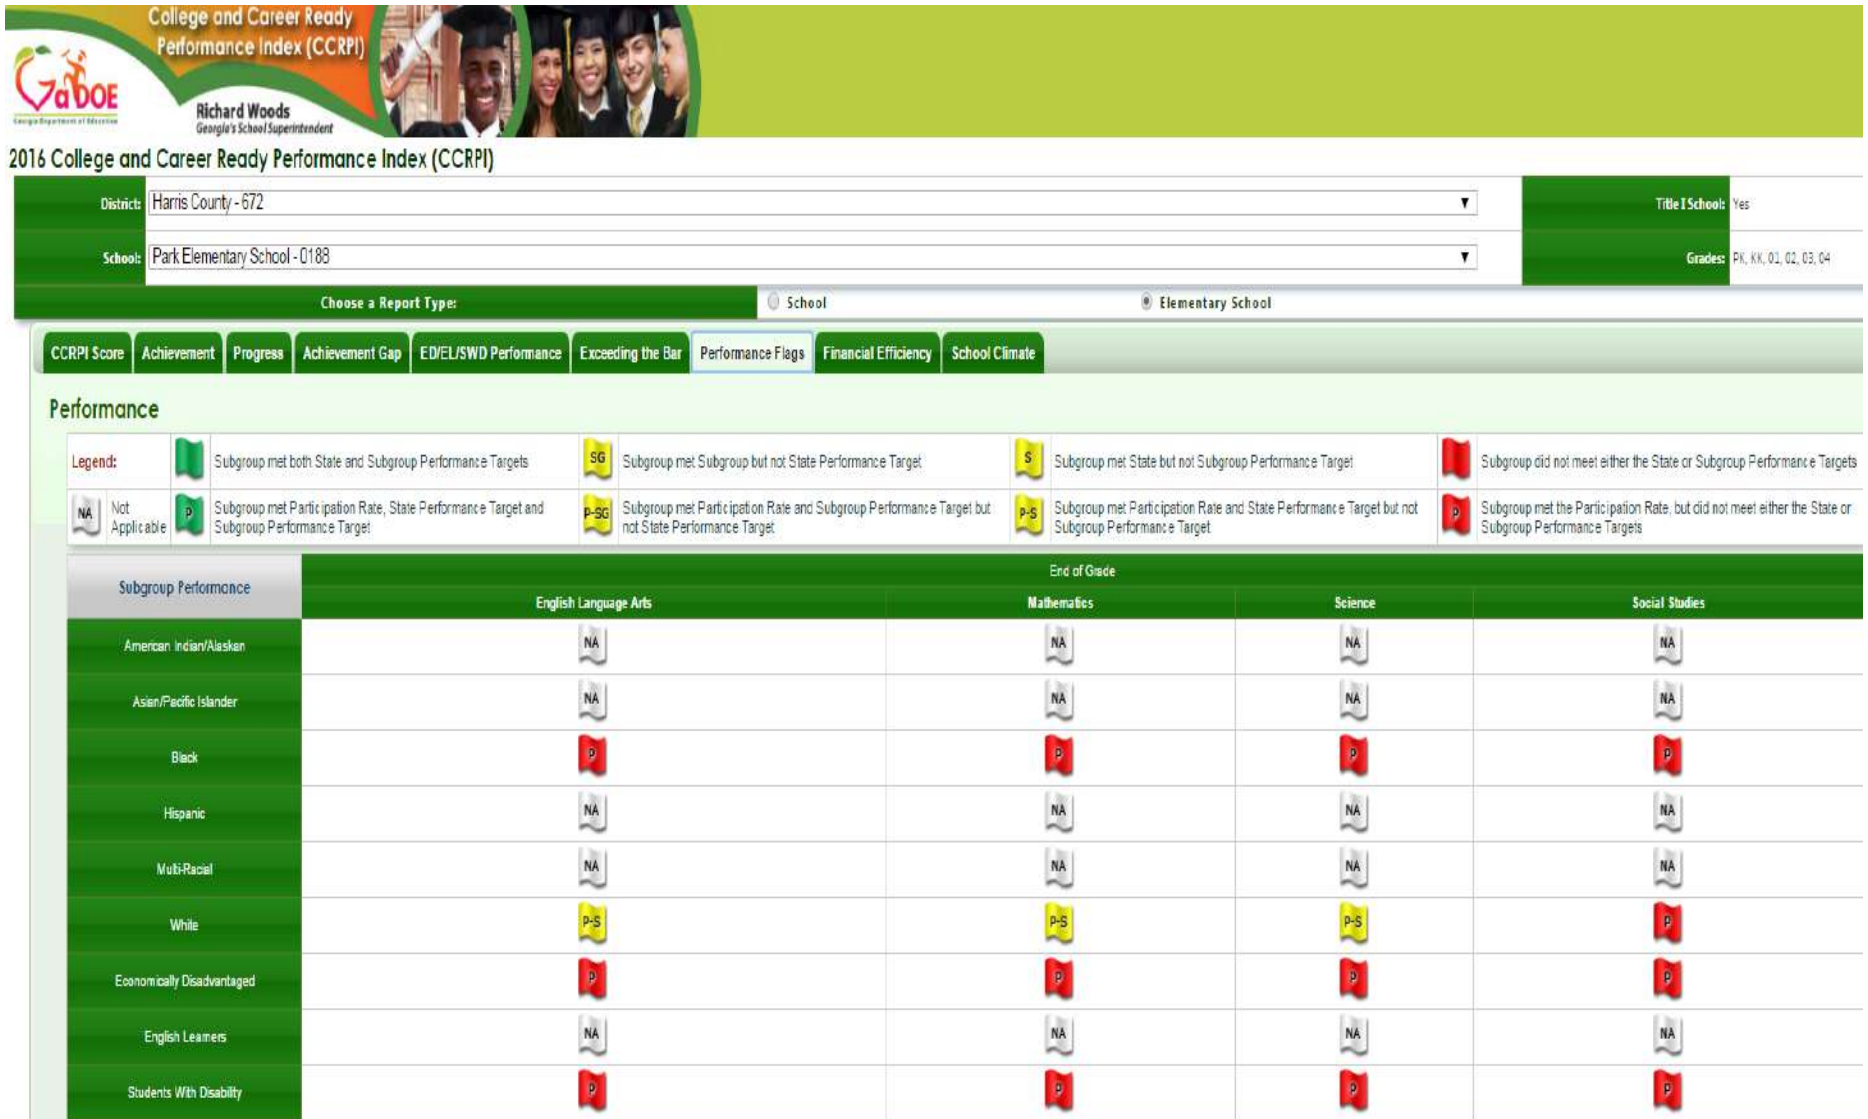 College and Career Ready
Performance Index (CCRPI)
GaDOE
Georgia Department of Education
Richard Woods
Georgia's School Superintendent
2016 College and Career Ready Performance Index (CCRPI)
District: Harris County - 672 Title I School: Yes
School: Park Elementary School - 0188 Grades: PK, KK, 01, 02, 03, 04
Choose a Report Type: School Elementary School
CCRPI Score Achievement Progress Achievement Gap ED/EL/SWD Performance Exceeding the Bar Performance Flags Financial Efficiency School Climate
Performance
Legend: Subgroup met both State and Subgroup Performance Targets SG Subgroup met Subgroup but not State Performance Target S Subgroup met State but not Subgroup Performance Target Subgroup did not meet either the State or Subgroup Performance Targets
NA Not Applicable P Subgroup met Participation Rate, State Performance Target and Subgroup Performance Target P-SG Subgroup met Participation Rate and Subgroup Performance Target but not State Performance Target P-S Subgroup met Participation Rate and State Performance Target but not Subgroup Performance Target P Subgroup met the Participation Rate, but did not meet either the State or Subgroup Performance Targets
Subgroup Performance End of Grade
English Language Arts Mathematics Science Social Studies
American Indian/Alaskan NA NA NA NA
Asian/Pacific Islander NA NA NA NA
Black P P P P
Hispanic NA NA NA NA
Multi-Racial NA NA NA NA
White P-S P-S P-S P
Economically Disadvantaged P P P P
English Learners NA NA NA NA
Students With Disability P P P P